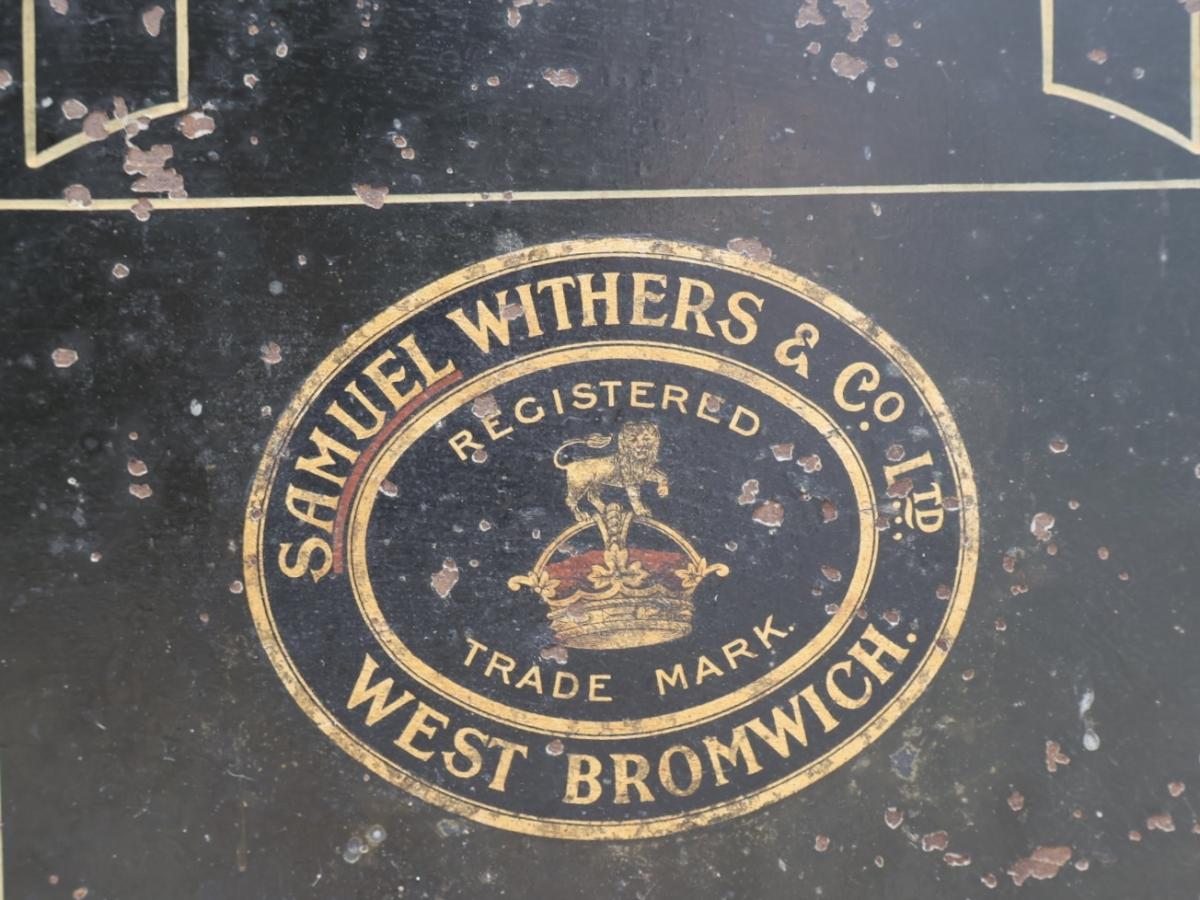 SAMUEL WITHERS & Co. LTD.
REGISTERED
TRADE MARK.
WEST BROMWICH.